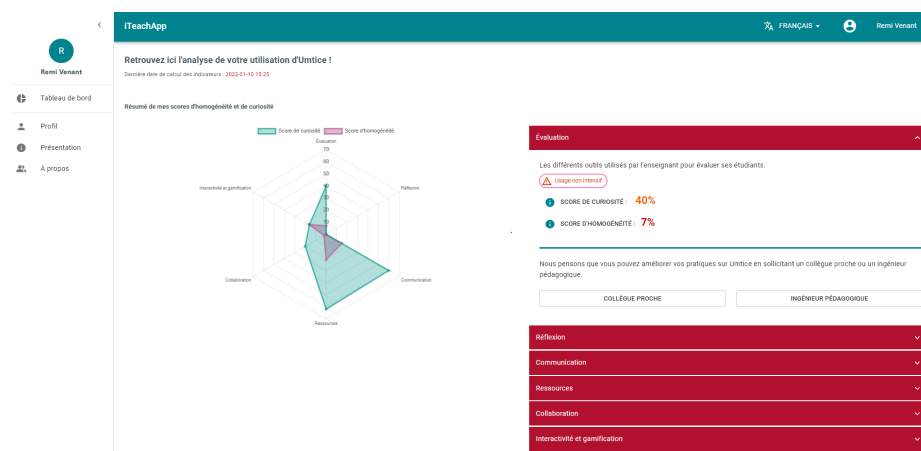 iTeachApp
FRANÇAIS
Remi Venant
R
Remi Venant
Tableau de bord
Profil
Présentation
À propos
Retrouvez ici l'analyse de votre utilisation d'Umtice !
Dernière date de calcul des indicateurs : 2022-01-10 15:25
Résumé de mes scores d'homogénéité et de curiosité
Score de curiosité Score d'homogénéité
Évaluation
70
60
50
40
30
20
10
Interactivité et gamification
Réflexion
Collaboration
Communication
Ressources
Évaluation
Les différents outils utilisés par l'enseignant pour évaluer ses étudiants.
Usage non intensif
SCORE DE CURIOSITÉ : 40%
SCORE D'HOMOGÉNÉITÉ : 7%
Nous pensons que vous pouvez améliorer vos pratiques sur Umtice en sollicitant un collègue proche ou un ingénieur
pédagogique.
COLLÈGUE PROCHE
INGÉNIEUR PÉDAGOGIQUE
Réflexion
Communication
Ressources
Collaboration
Interactivité et gamification